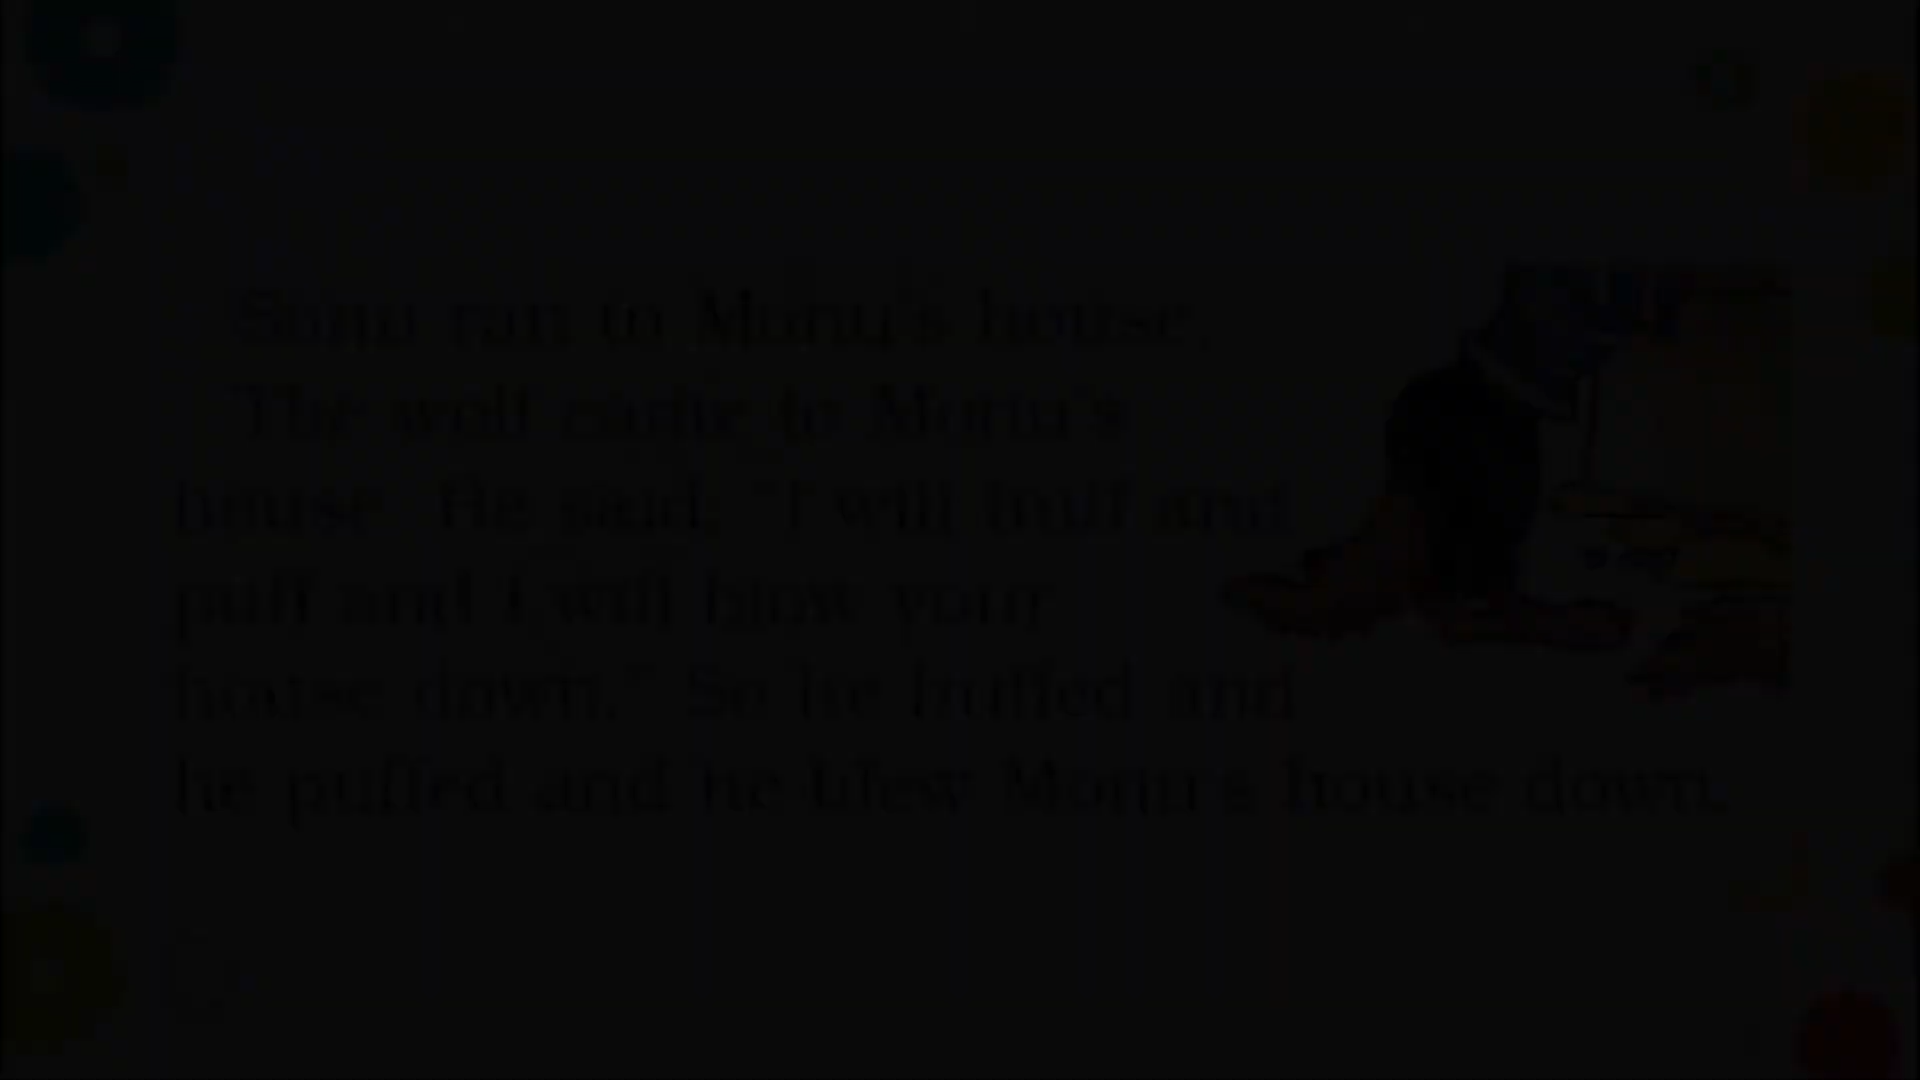 Sonu ran to Monu's house.
The wolf came to Monu's
house. He said, "I will huff and
puff and I will blow your
house down." So he huffed and
he puffed and he blew Monu's house down.